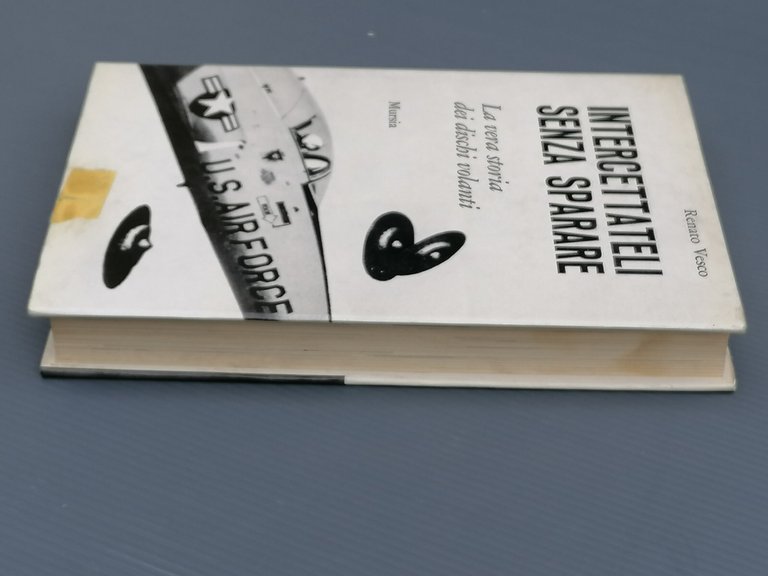 Renato Vesco
INTERCETTATELI
SENZA SPARARE
La vera storia
dei dischi volanti
Mursia
U.S. AIR FORCE